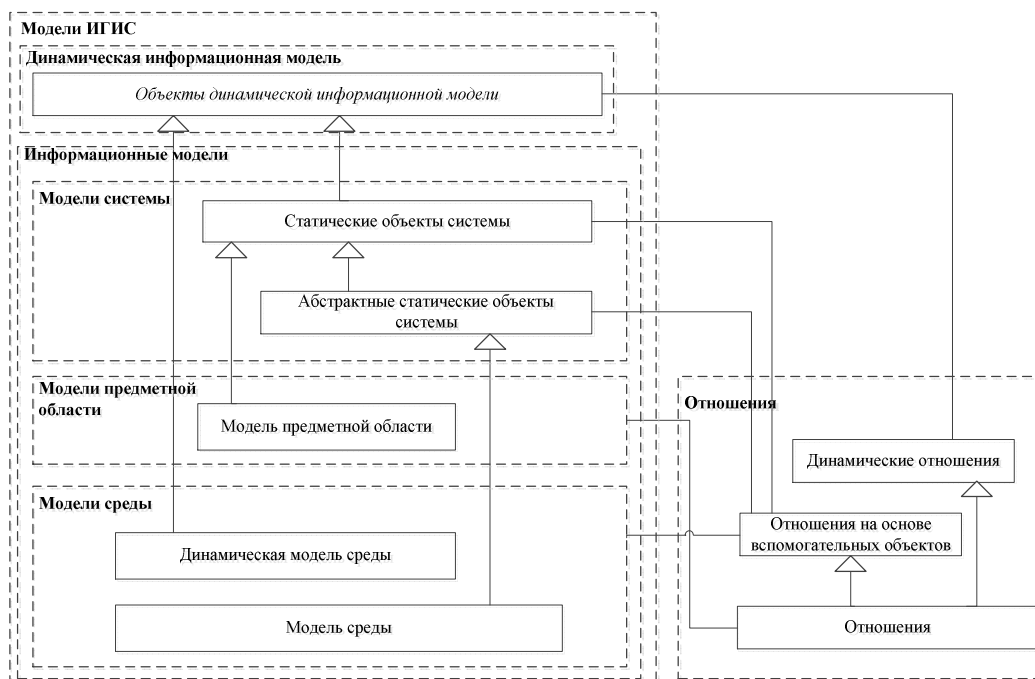 Модели ИГИС
Динамическая информационная модель
Объекты динамической информационной модели
Информационные модели
Модели системы
Статические объекты системы
Абстрактные статические объекты
системы
Модели предметной
области
Модель предметной области
Модели среды
Динамическая модель среды
Модель среды
Отношения
Динамические отношения
Отношения на основе
вспомогательных объектов
Отношения